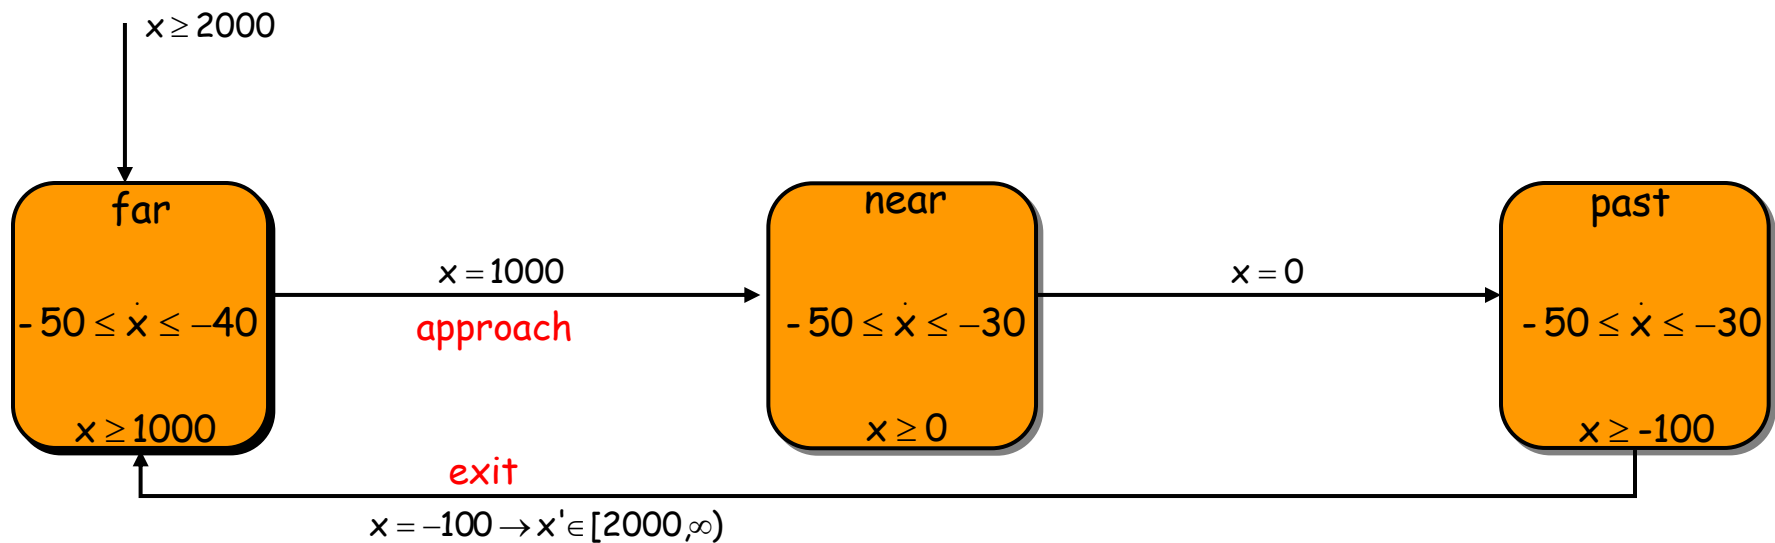 x ≥ 2000
far
- 50 ≤ ẋ ≤ −40
x ≥ 1000
x = 1000
approach
near
- 50 ≤ ẋ ≤ −30
x ≥ 0
x = 0
past
- 50 ≤ ẋ ≤ −30
x ≥ -100
exit
x = −100 → x' ∈ [2000,∞)